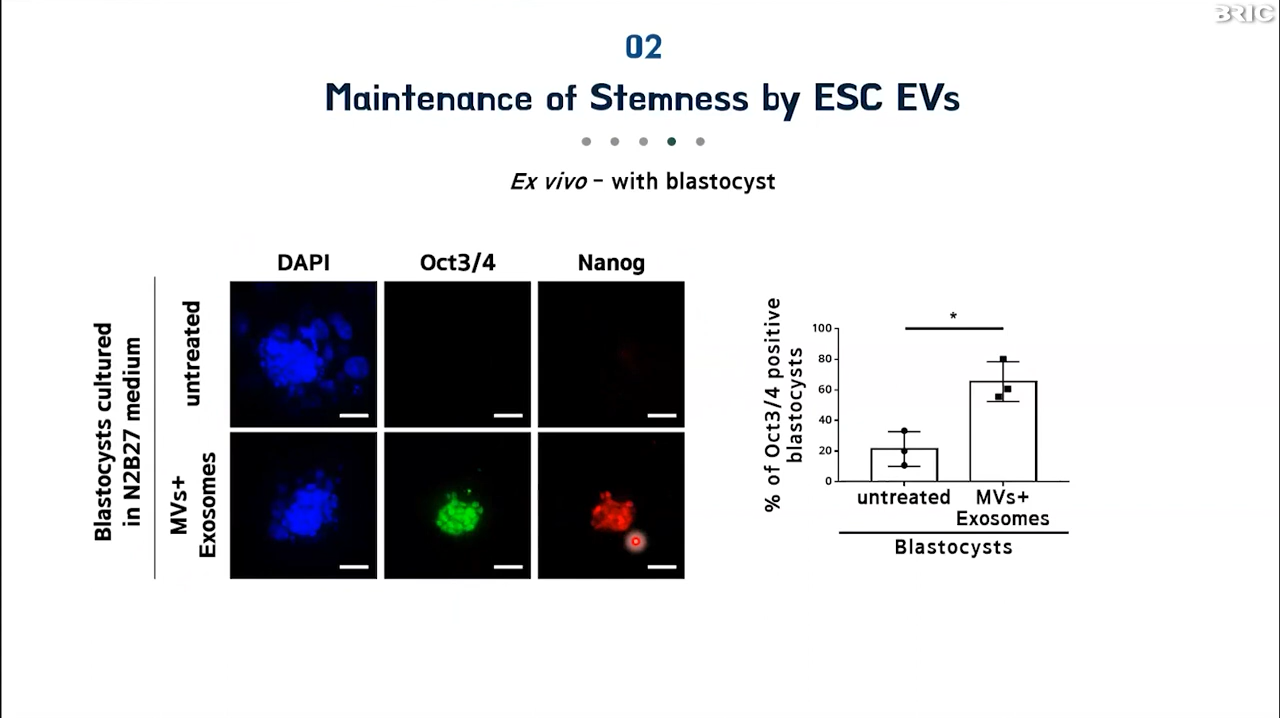 BRIC
02
Maintenance of Stemness by ESC EVs
Ex vivo - with blastocyst
DAPI
Oct3/4
Nanog
Blastocysts cultured
in N2B27 medium
untreated
MVs+
Exosomes
% of Oct3/4 positive
blastocysts
*
100
80
60
40
20
0
untreated
MVs+
Exosomes
Blastocysts